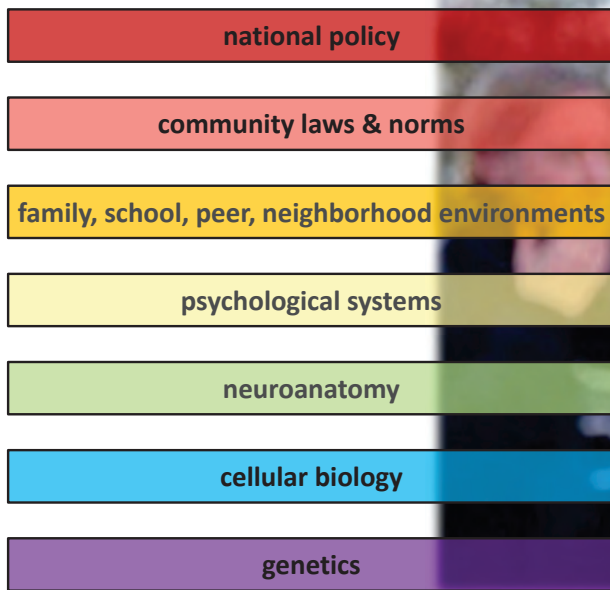 national policy
community laws & norms
family, school, peer, neighborhood environments
psychological systems
neuroanatomy
cellular biology
genetics